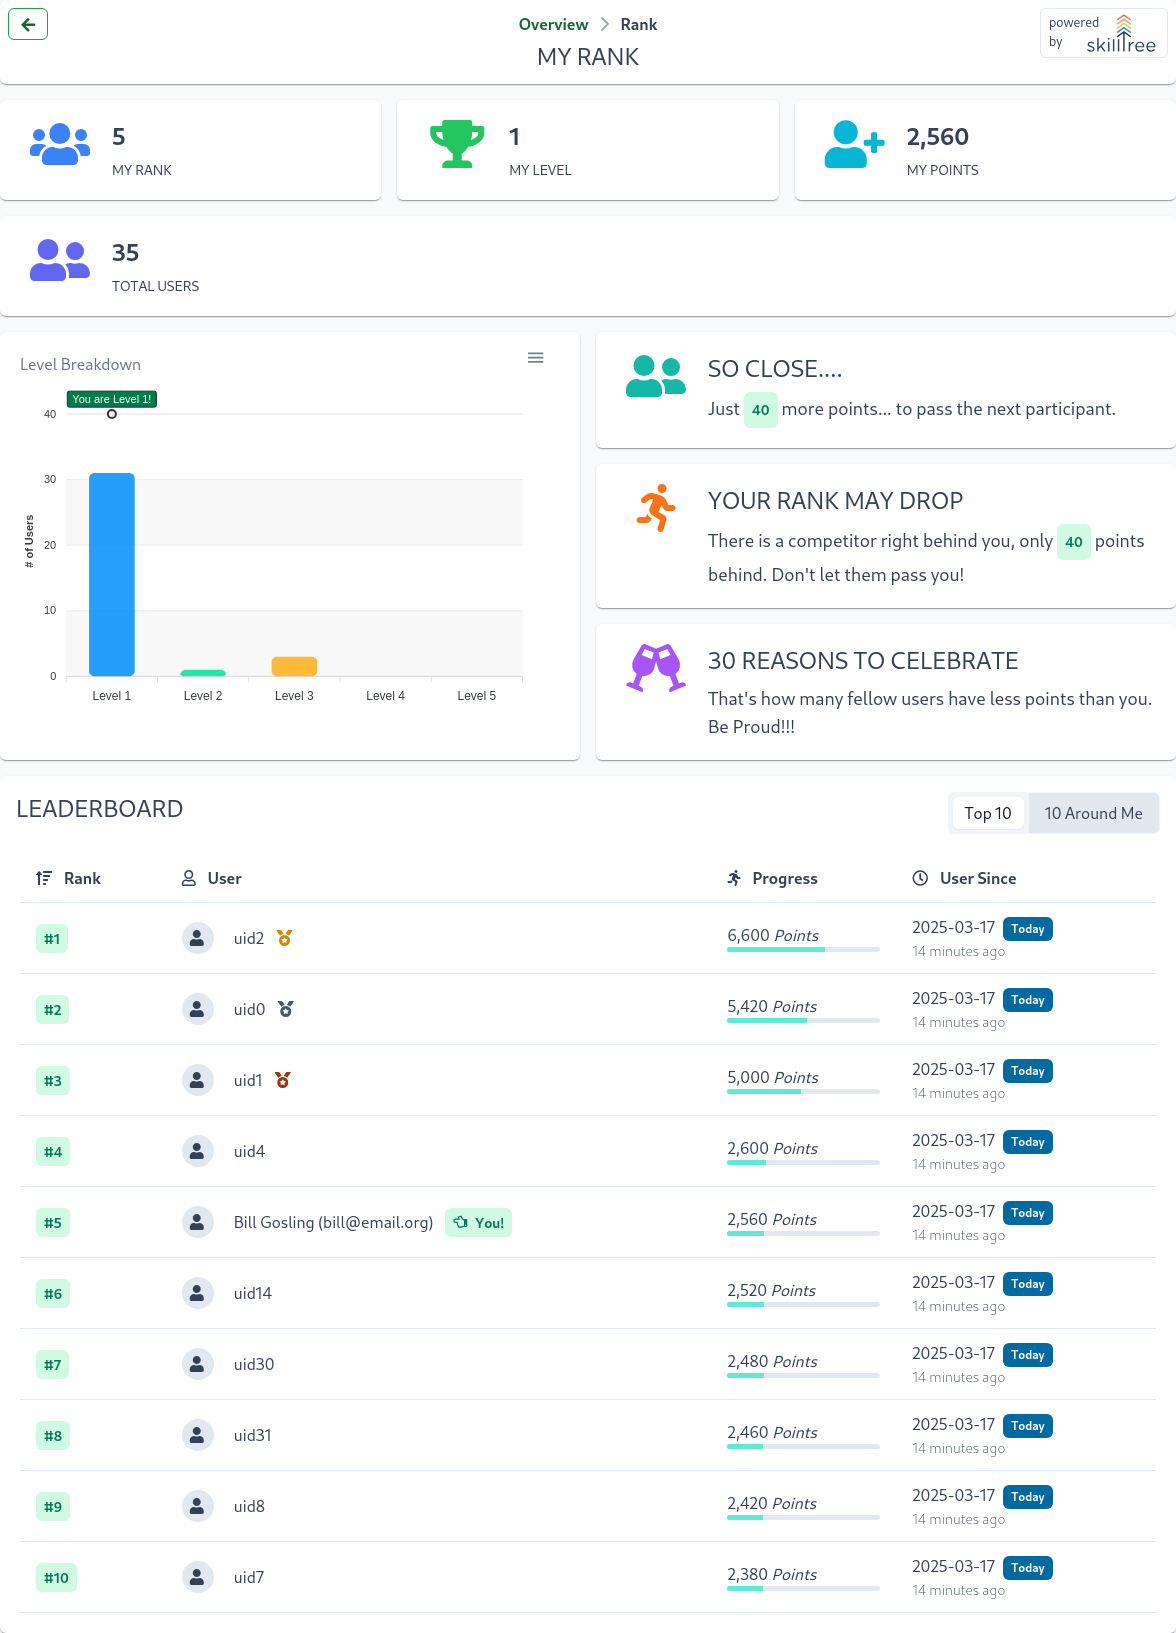 Overview > Rank
MY RANK
powered
by skilltree
5
MY RANK
1
MY LEVEL
2,560
MY POINTS
35
TOTAL USERS
Level Breakdown
You are Level 1!
40
30
20
10
0
# of Users
Level 1 Level 2 Level 3 Level 4 Level 5
SO CLOSE....
Just 40 more points... to pass the next participant.
YOUR RANK MAY DROP
There is a competitor right behind you, only 40 points
behind. Don't let them pass you!
30 REASONS TO CELEBRATE
That's how many fellow users have less points than you.
Be Proud!!!
LEADERBOARD
Top 10 10 Around Me
Rank User Progress User Since
#1 uid2 6,600 Points 2025-03-17 Today
14 minutes ago
#2 uid0 5,420 Points 2025-03-17 Today
14 minutes ago
#3 uid1 5,000 Points 2025-03-17 Today
14 minutes ago
#4 uid4 2,600 Points 2025-03-17 Today
14 minutes ago
#5 Bill Gosling (bill@email.org) You! 2,560 Points 2025-03-17 Today
14 minutes ago
#6 uid14 2,520 Points 2025-03-17 Today
14 minutes ago
#7 uid30 2,480 Points 2025-03-17 Today
14 minutes ago
#8 uid31 2,460 Points 2025-03-17 Today
14 minutes ago
#9 uid8 2,420 Points 2025-03-17 Today
14 minutes ago
#10 uid7 2,380 Points 2025-03-17 Today
14 minutes ago